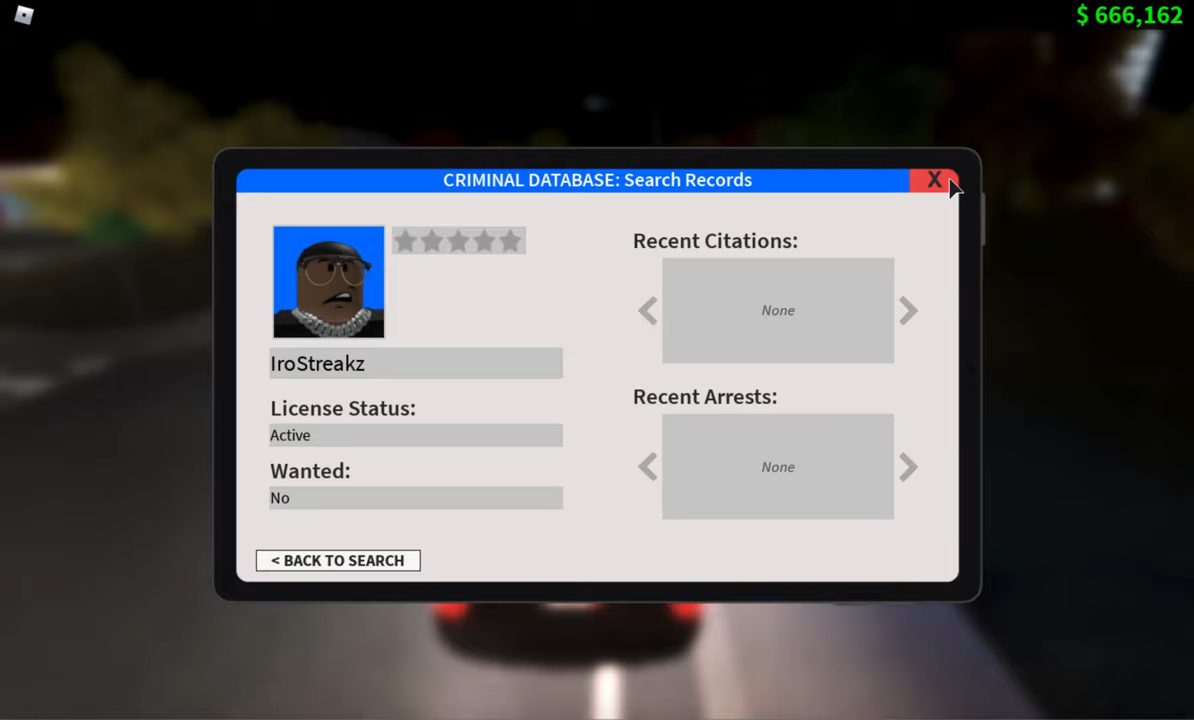 $ 666,162
CRIMINAL DATABASE: Search Records
X
IroStreakz
License Status:
Active
Wanted:
No
< BACK TO SEARCH
Recent Citations:
None
Recent Arrests:
None